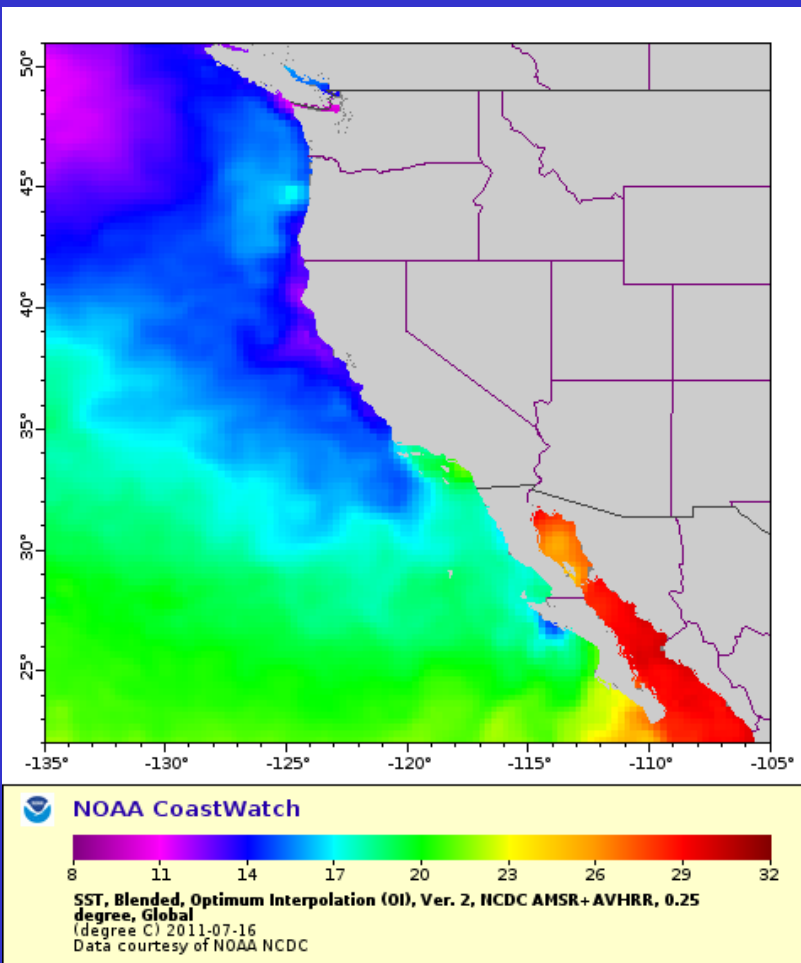 50°
45°
40°
35°
30°
25°
-135° -130° -125° -120° -115° -110° -105°
NOAA CoastWatch
8 11 14 17 20 23 26 29 32
SST, Blended, Optimum Interpolation (OI), Ver. 2, NCDC AMSR+AVHRR, 0.25
degree, Global
(degree C) 2011-07-16
Data courtesy of NOAA NCDC